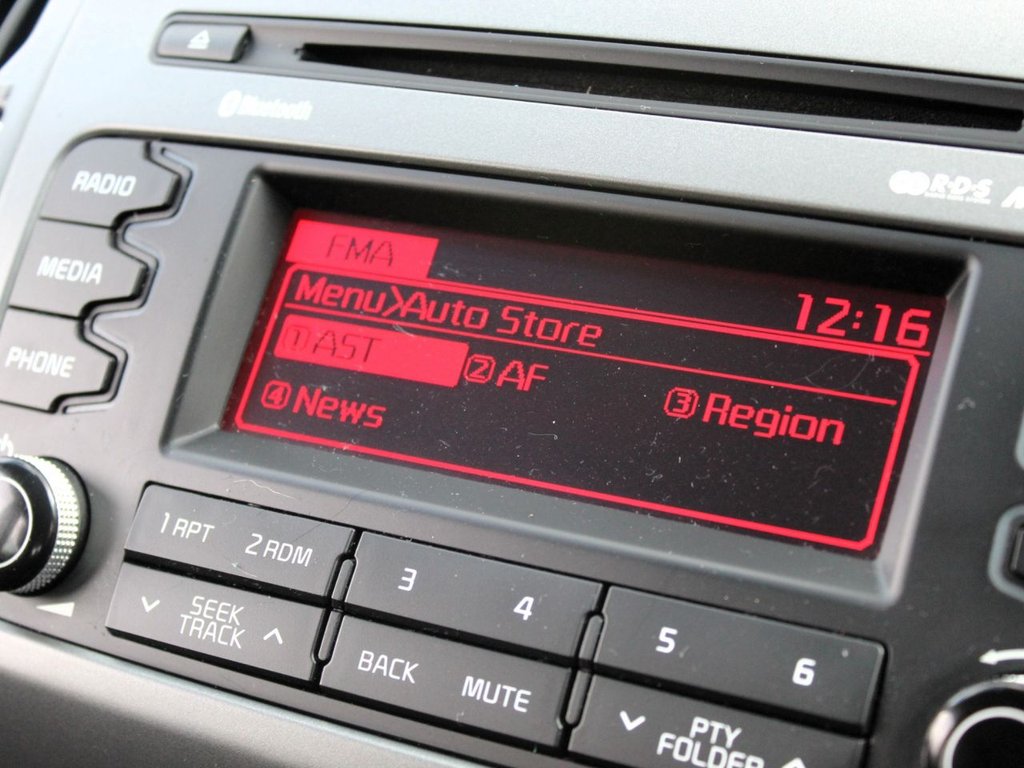 Bluetooth
R·D·S
RADIO
MEDIA
PHONE
FMA
12:16
Menu>Auto Store
①AST ②AF ③Region
④News
1 RPT 2 RDM 3 4 5 6
SEEK
TRACK
BACK MUTE
PTY
FOLDER